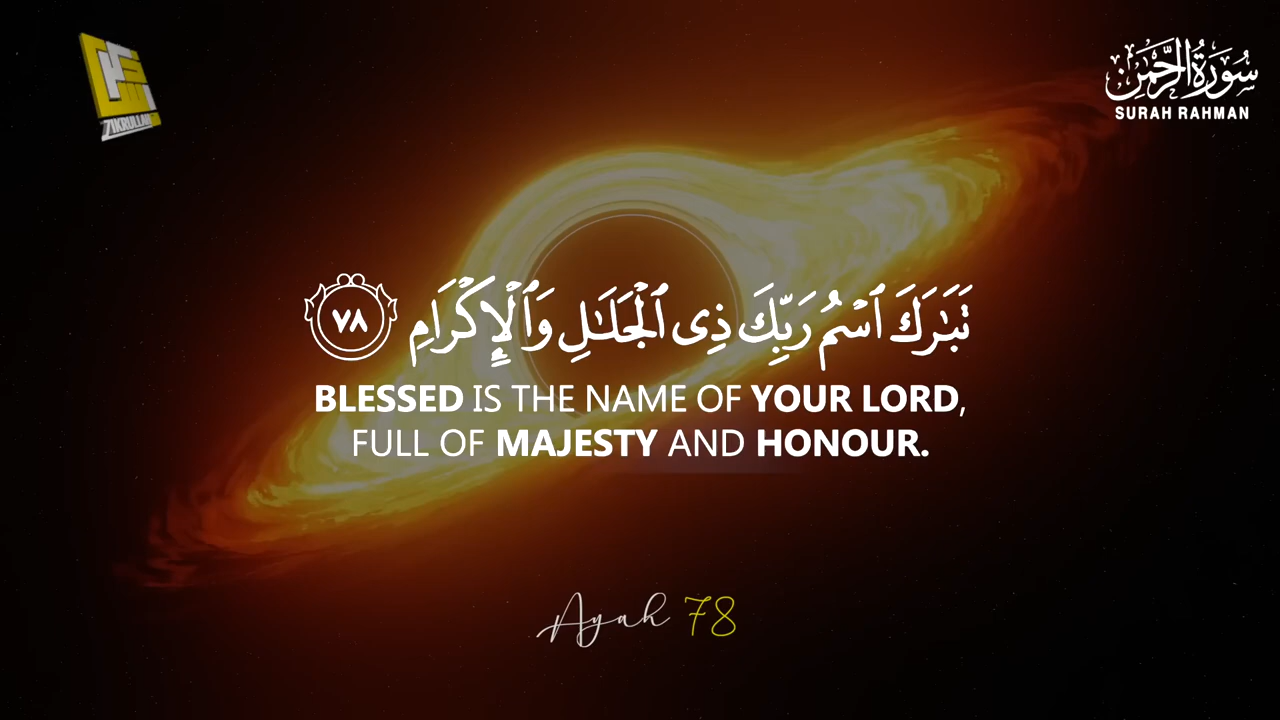 ZIKRULLAH
سُورَةُ الرَّحْمَٰن
SURAH RAHMAN
تَبَٰرَكَ ٱسْمُ رَبِّكَ ذِى ٱلْجَلَٰلِ وَٱلْإِكْرَامِ ٧٨
BLESSED IS THE NAME OF YOUR LORD,
FULL OF MAJESTY AND HONOUR.
Ayah 78